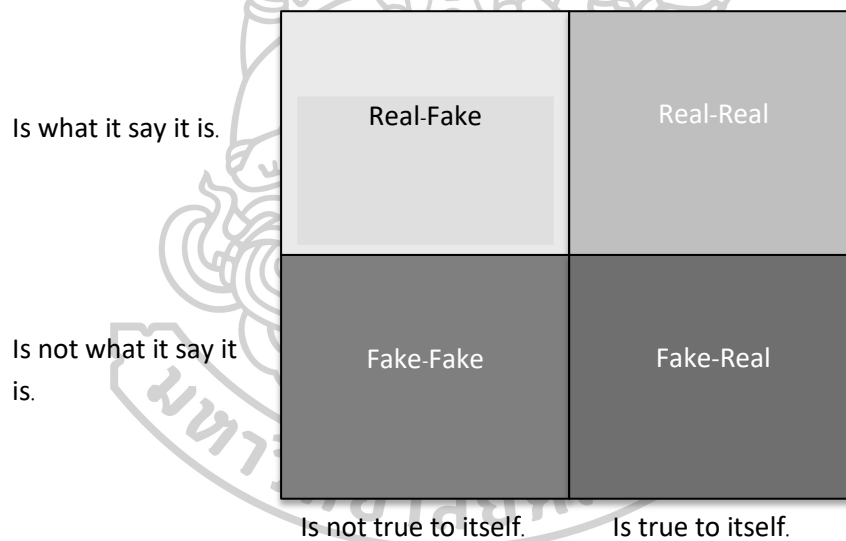 Is what it say it is.
Real-Fake
Real-Real
Is not what it say it
is.
Fake-Fake
Fake-Real
Is not true to itself.
Is true to itself.